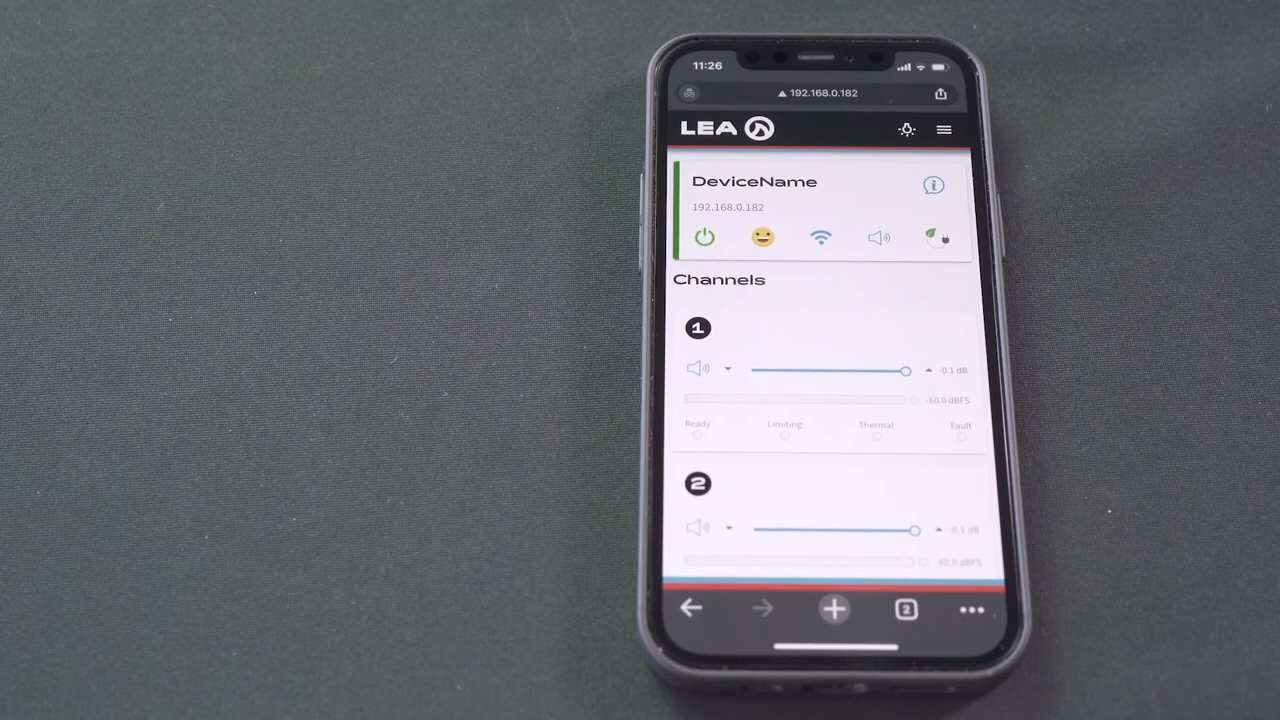 11:26
192.168.0.182
LEA
DeviceName
192.168.0.182
Channels
1
-0.1 dB
-60.0 dBFS
Ready Limiting Thermal Fault
2
-0.1 dB
-60.0 dBFS
2